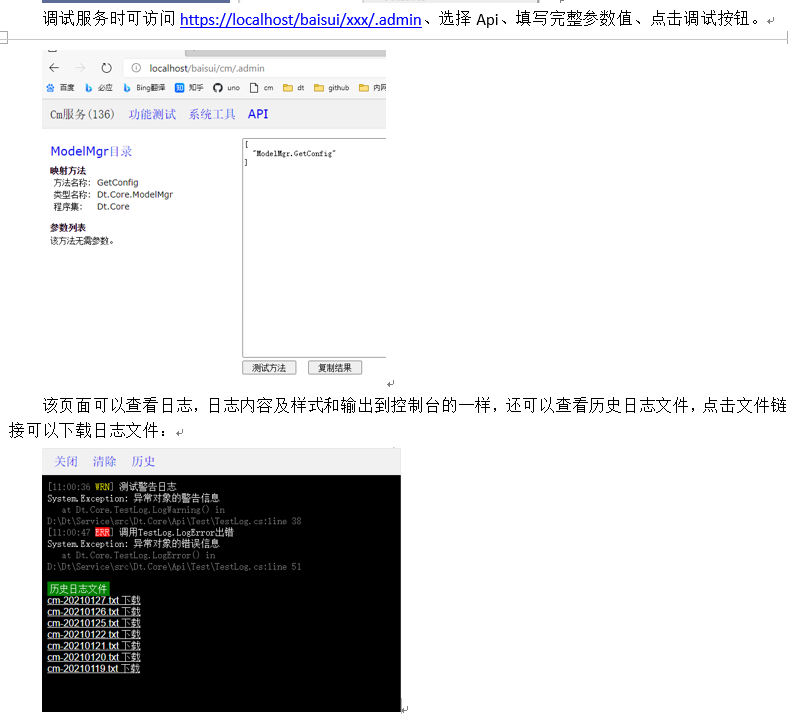 调试服务时可访问 https://localhost/baisui/xxx/.admin、选择 Api、填写完整参数值、点击调试按钮。
localhost/baisui/cm/.admin
百度 必应 Bing翻译 知乎 uno cm dt github 内网
Cm服务(136) 功能测试 系统工具 API
ModelMgr目录
映射方法
方法名称: GetConfig
类型名称: Dt.Core.ModelMgr
程序集: Dt.Core
参数列表
该方法无需参数。
[
"ModelMgr.GetConfig"
]
测试方法 复制结果
该页面可以查看日志，日志内容及样式和输出到控制台的一样，还可以查看历史日志文件，点击文件链
接可以下载日志文件：
关闭 清除 历史
[11:00:36 WRN] 测试警告日志
System.Exception: 异常对象的警告信息
at Dt.Core.TestLog.LogWarning() in
D:\Dt\Service\src\Dt.Core\Api\Test\TestLog.cs:line 38
[11:00:47 ERR] 调用TestLog.LogError出错
System.Exception: 异常对象的错误信息
at Dt.Core.TestLog.LogError() in
D:\Dt\Service\src\Dt.Core\Api\Test\TestLog.cs:line 51
历史日志文件
cm-20210127.txt 下载
cm-20210126.txt 下载
cm-20210125.txt 下载
cm-20210122.txt 下载
cm-20210121.txt 下载
cm-20210120.txt 下载
cm-20210119.txt 下载